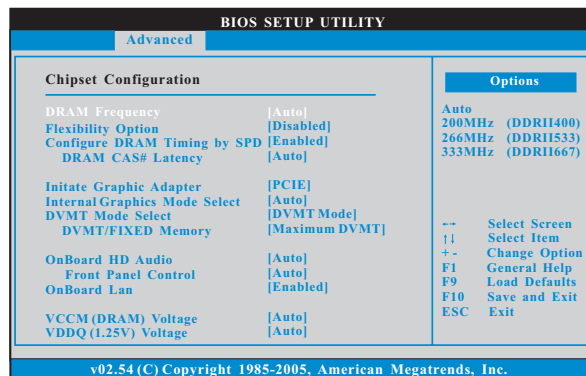 BIOS SETUP UTILITY
Advanced
Chipset Configuration
DRAM Frequency [Auto]
Flexibility Option [Disabled]
Configure DRAM Timing by SPD [Enabled]
DRAM CAS# Latency [Auto]
Initate Graphic Adapter [PCIE]
Internal Graphics Mode Select [Auto]
DVMT Mode Select [DVMT Mode]
DVMT/FIXED Memory [Maximum DVMT]
OnBoard HD Audio [Auto]
Front Panel Control [Auto]
OnBoard Lan [Enabled]
VCCM (DRAM) Voltage [Auto]
VDDQ (1.25V) Voltage [Auto]
Options
Auto
200MHz (DDRII400)
266MHz (DDRII533)
333MHz (DDRII667)
←→ Select Screen
↑↓ Select Item
+ - Change Option
F1 General Help
F9 Load Defaults
F10 Save and Exit
ESC Exit
v02.54 (C) Copyright 1985-2005, American Megatrends, Inc.